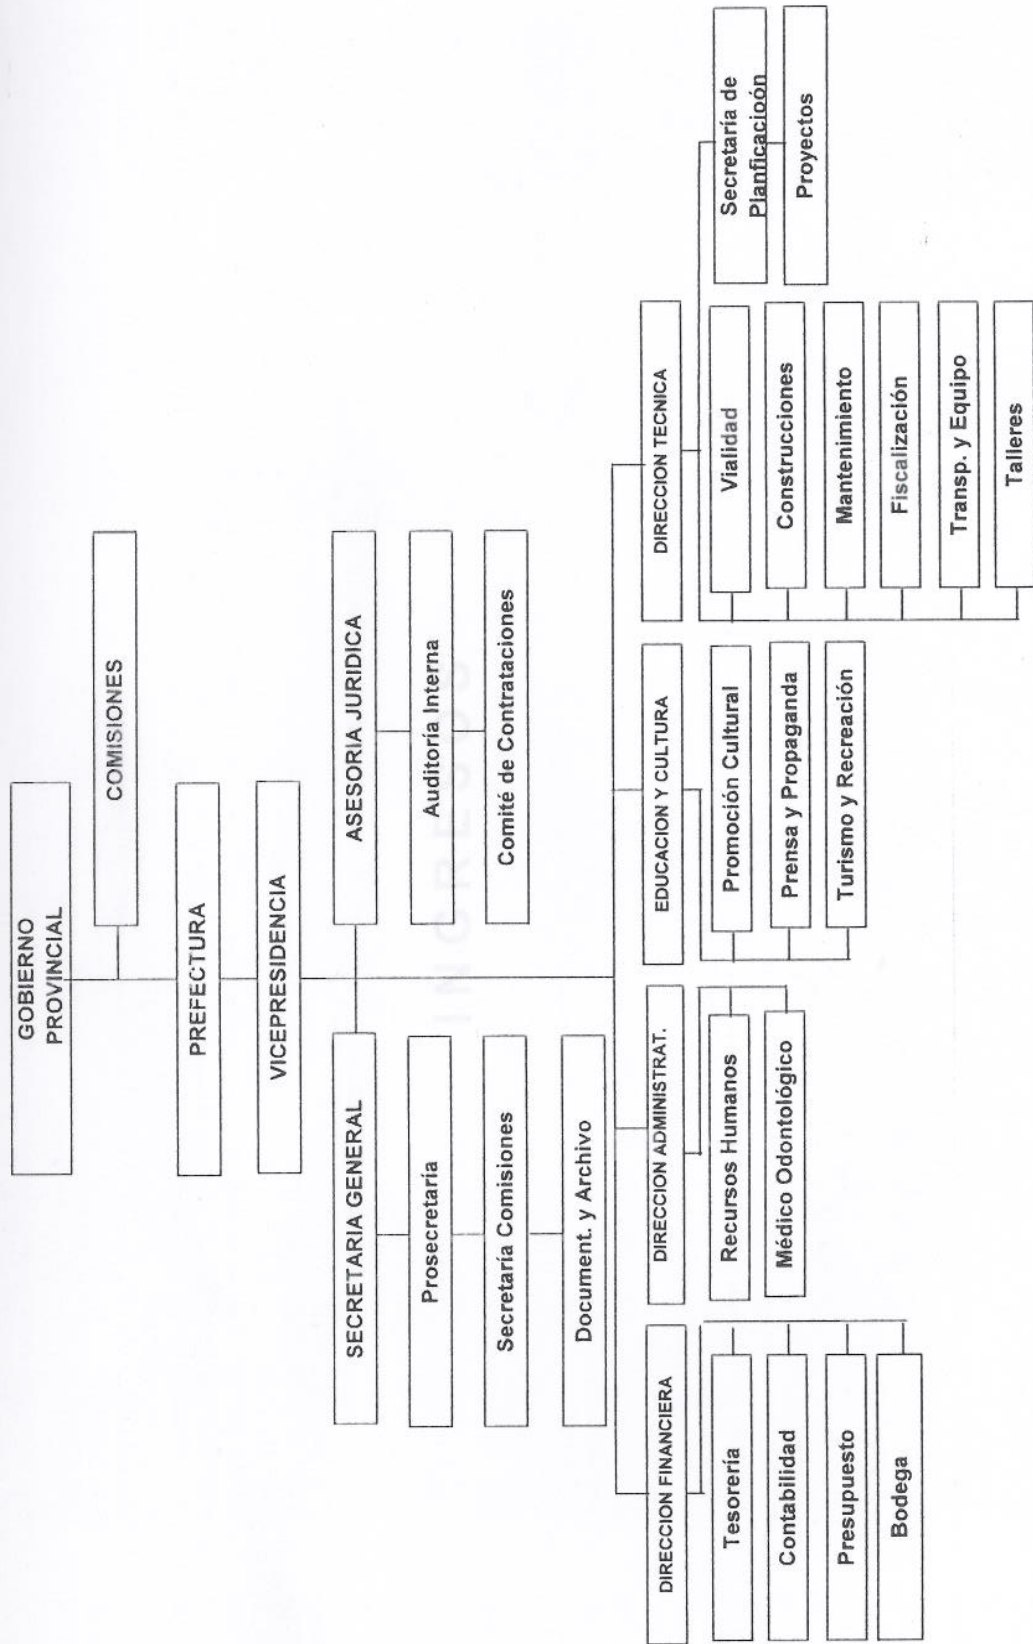 GOBIERNO
PROVINCIAL
COMISIONES
PREFECTURA
VICEPRESIDENCIA
SECRETARIA GENERAL
ASESORIA JURIDICA
Prosecretaría
Auditoría Interna
Secretaría Comisiones
Comité de Contrataciones
Document. y Archivo
DIRECCION FINANCIERA
Tesorería
Contabilidad
Presupuesto
Bodega
DIRECCION ADMINISTRAT.
Recursos Humanos
Médico Odontológico
EDUCACION Y CULTURA
Promoción Cultural
Prensa y Propaganda
Turismo y Recreación
DIRECCION TECNICA
Vialidad
Construcciones
Mantenimiento
Fiscalización
Transp. y Equipo
Talleres
Secretaría de
Planficacioón
Proyectos
INGRESOS